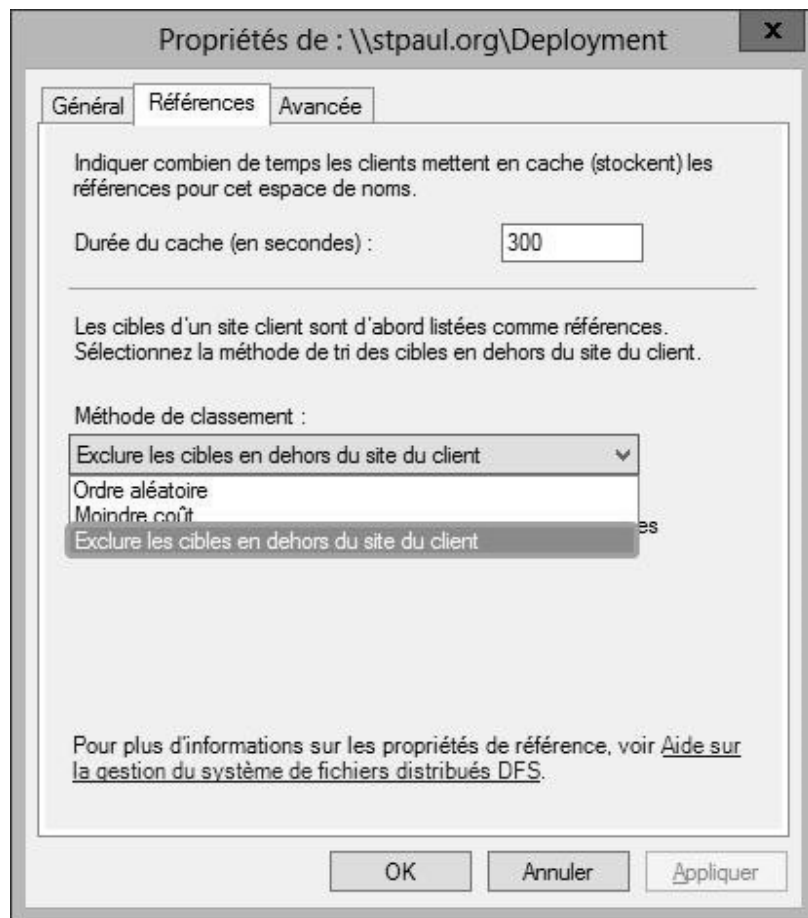 Propriétés de : \\stpaul.org\Deployment
x
Général
Références
Avancée
Indiquer combien de temps les clients mettent en cache (stockent) les
références pour cet espace de noms.
Durée du cache (en secondes) :
300
Les cibles d'un site client sont d'abord listées comme références.
Sélectionnez la méthode de tri des cibles en dehors du site du client.
Méthode de classement :
Exclure les cibles en dehors du site du client
Ordre aléatoire
Moindre coût
es
Exclure les cibles en dehors du site du client
Pour plus d'informations sur les propriétés de référence, voir Aide sur
la gestion du système de fichiers distribués DFS.
OK
Annuler
Appliquer